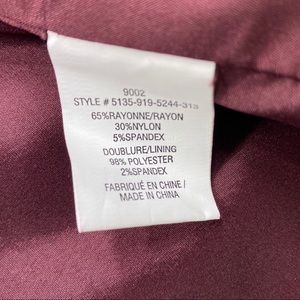 9002
STYLE # 5135-919-5244-313
65%RAYONNE/RAYON
30%NYLON
5%SPANDEX
DOUBLURE/LINING
98% POLYESTER
2%SPANDEX
FABRIQUÉ EN CHINE /
MADE IN CHINA